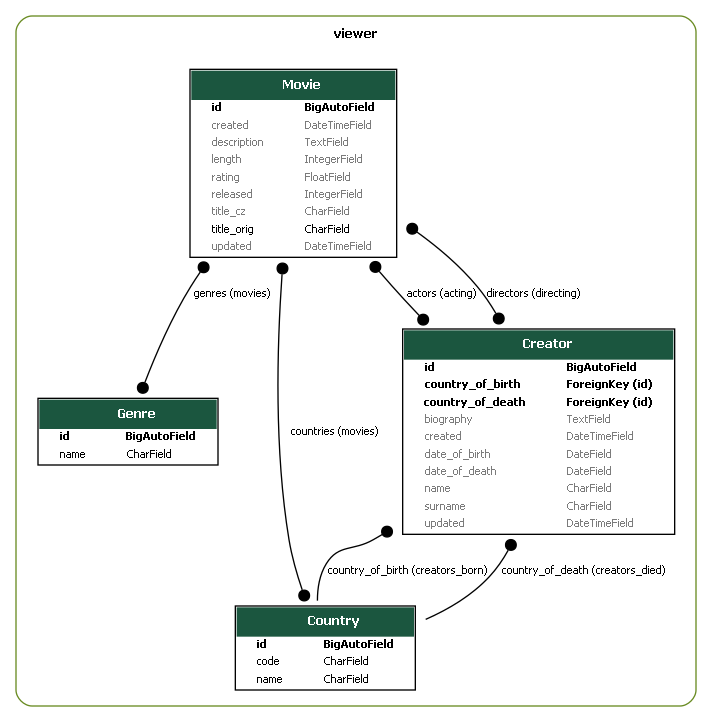 viewer
Movie
id BigAutoField
created DateTimeField
description TextField
length IntegerField
rating FloatField
released IntegerField
title_cz CharField
title_orig CharField
updated DateTimeField
genres (movies)
actors (acting)
directors (directing)
Creator
id BigAutoField
country_of_birth ForeignKey (id)
country_of_death ForeignKey (id)
biography TextField
created DateTimeField
date_of_birth DateField
date_of_death DateField
name CharField
surname CharField
updated DateTimeField
Genre
id BigAutoField
name CharField
countries (movies)
country_of_birth (creators_born)
country_of_death (creators_died)
Country
id BigAutoField
code CharField
name CharField